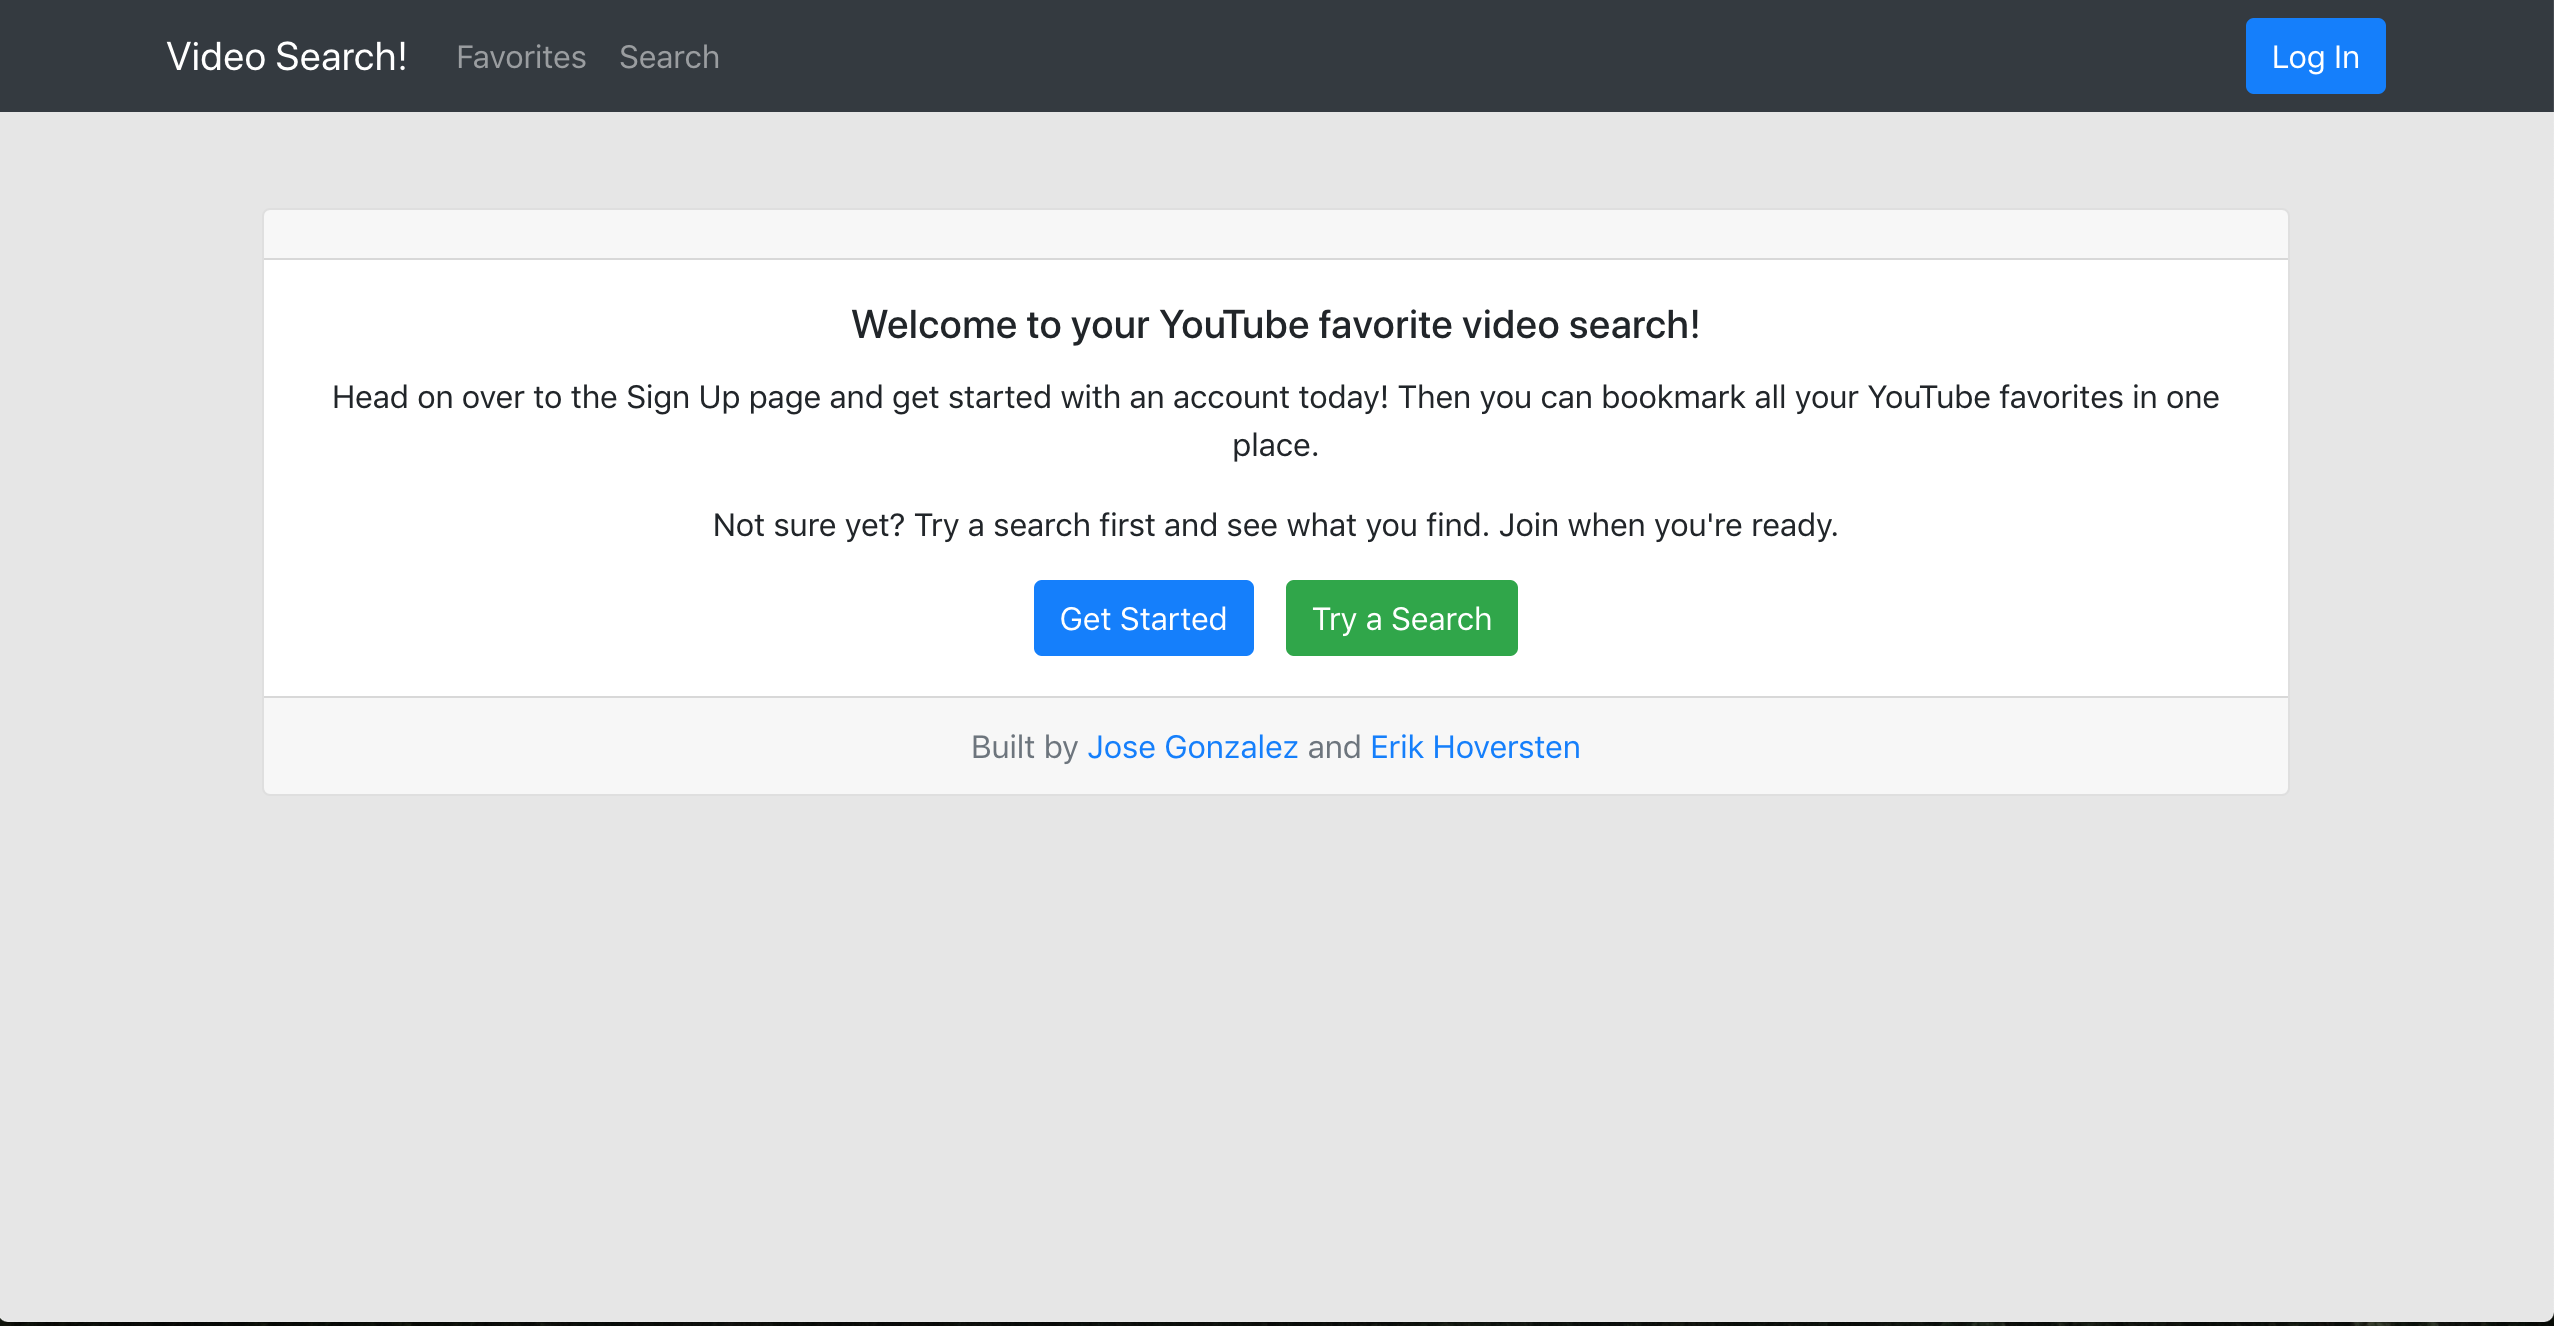 Video Search! Favorites Search Log In
Welcome to your YouTube favorite video search!
Head on over to the Sign Up page and get started with an account today! Then you can bookmark all your YouTube favorites in one
place.
Not sure yet? Try a search first and see what you find. Join when you're ready.
Get Started Try a Search
Built by Jose Gonzalez and Erik Hoversten